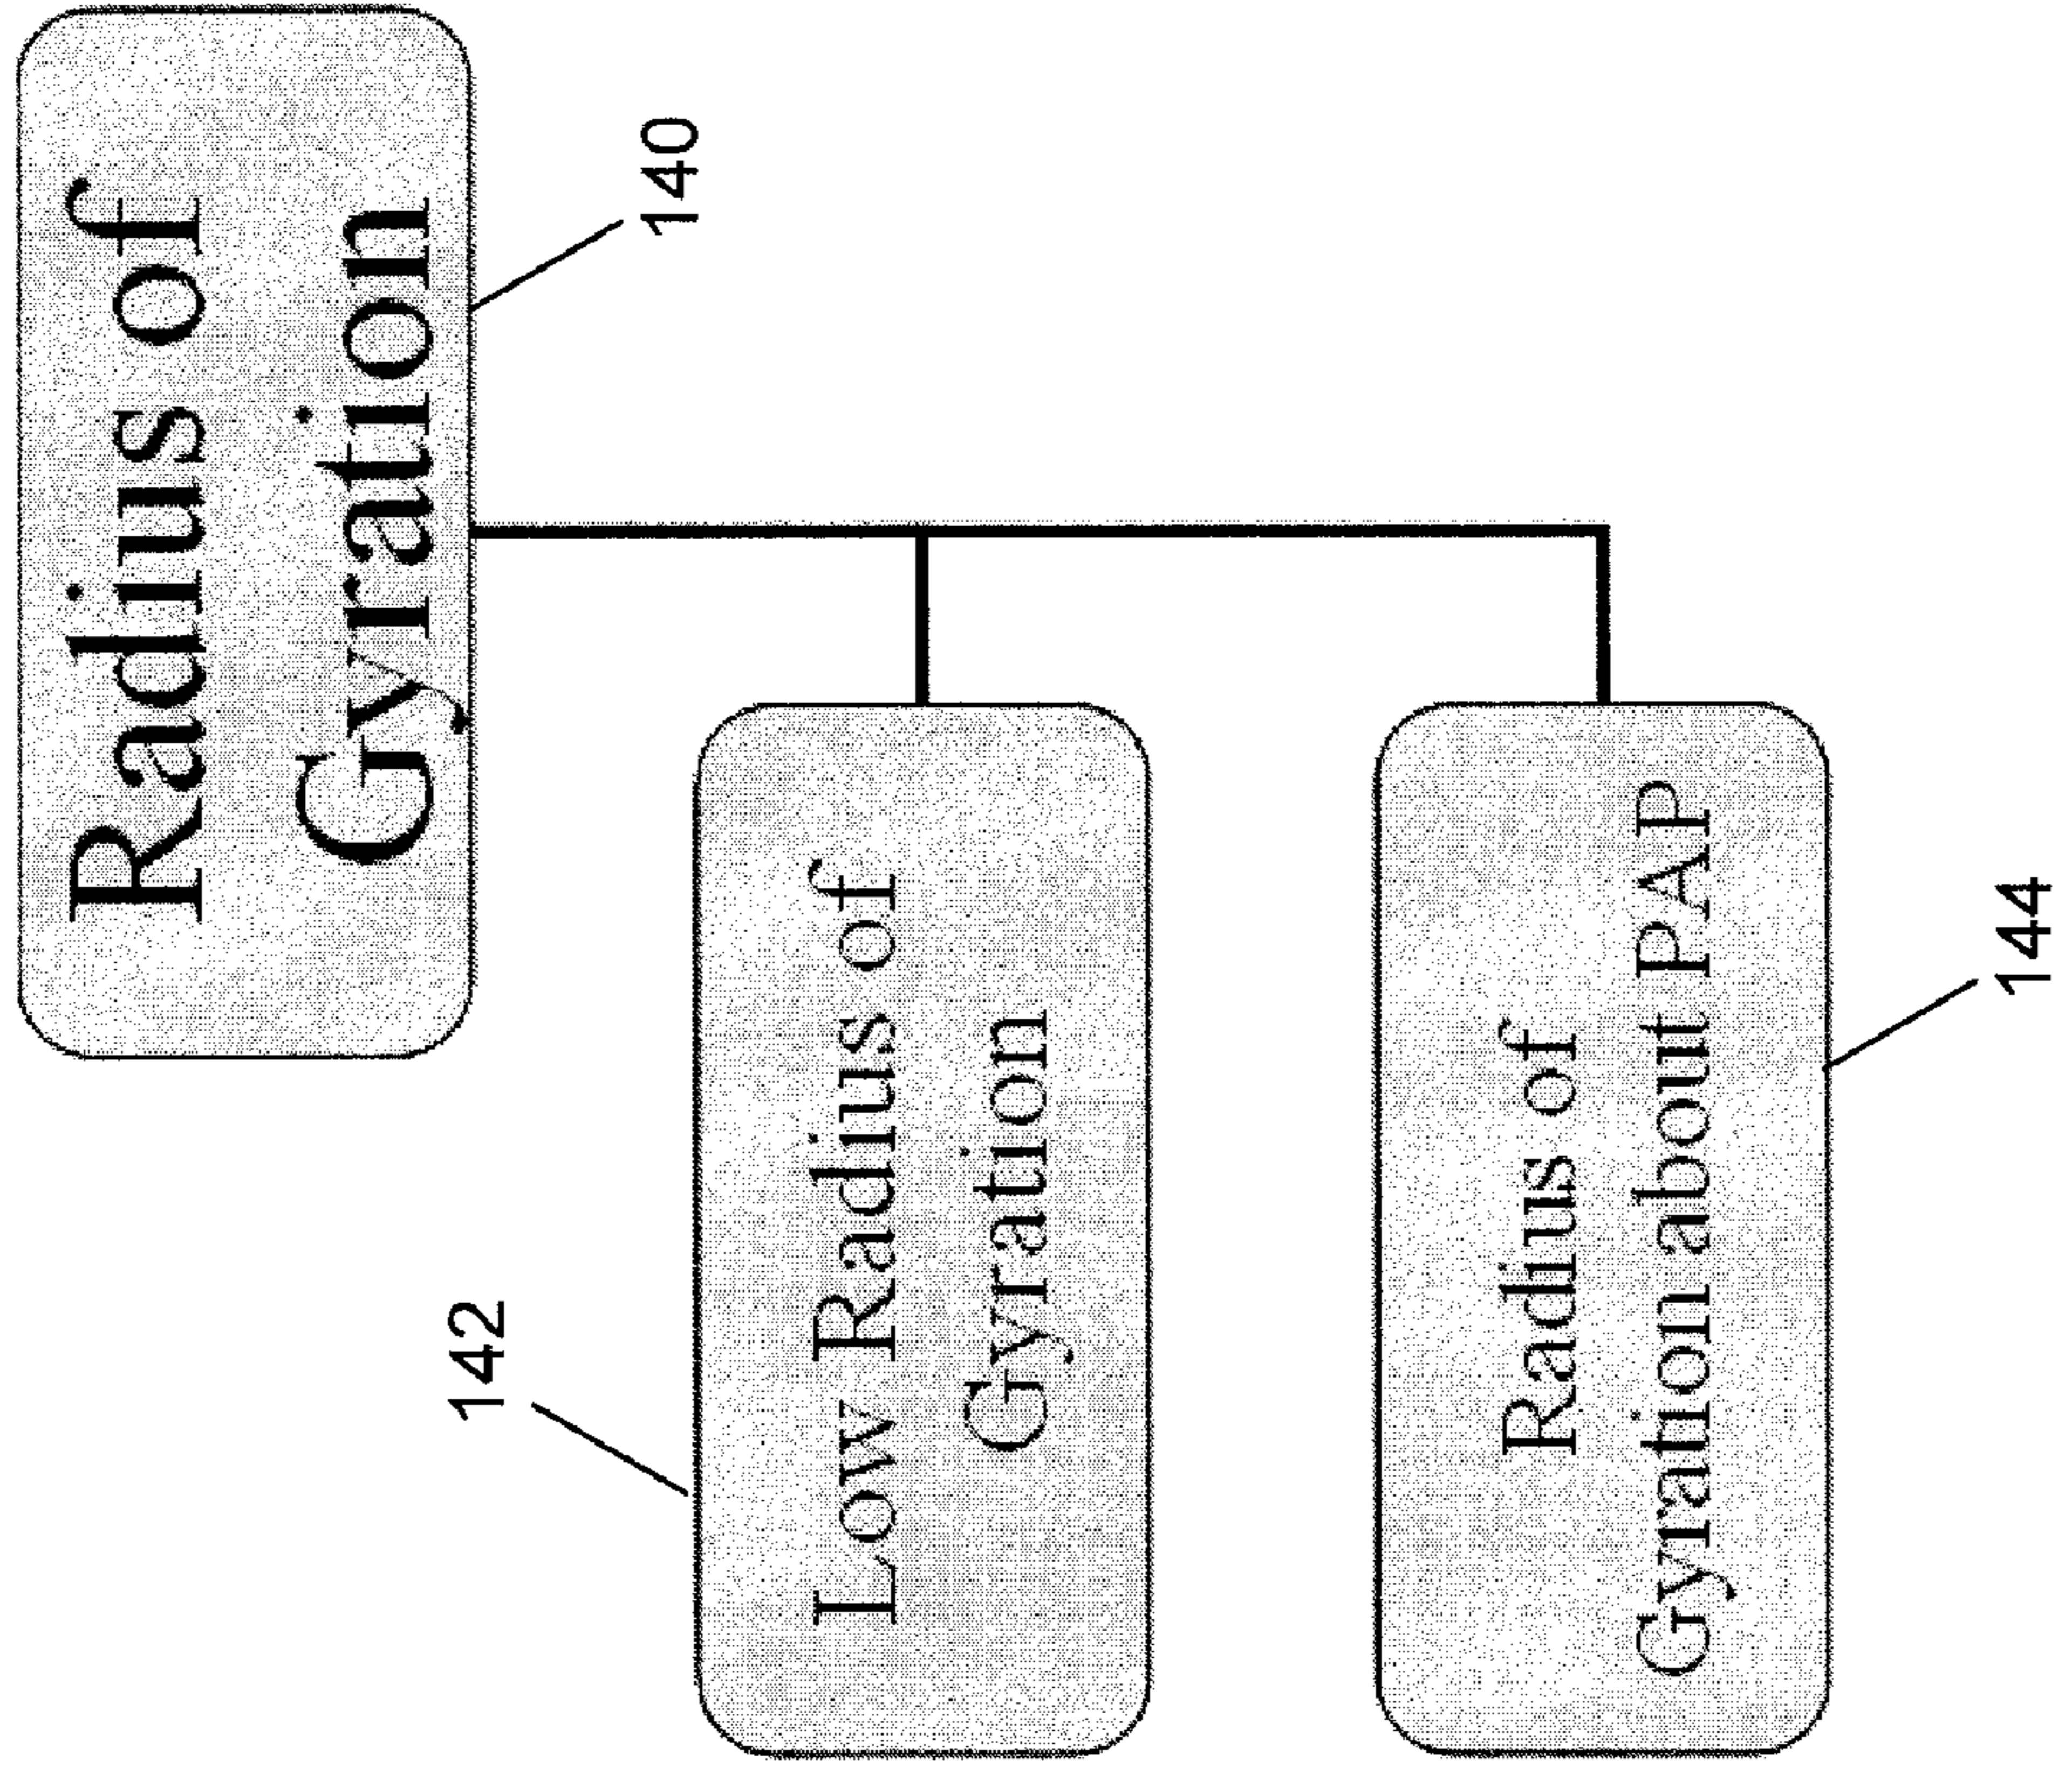 Radius of
Gyration
140
142
Low Radius of
Gyration
Radius of
Gyration about PAP
144